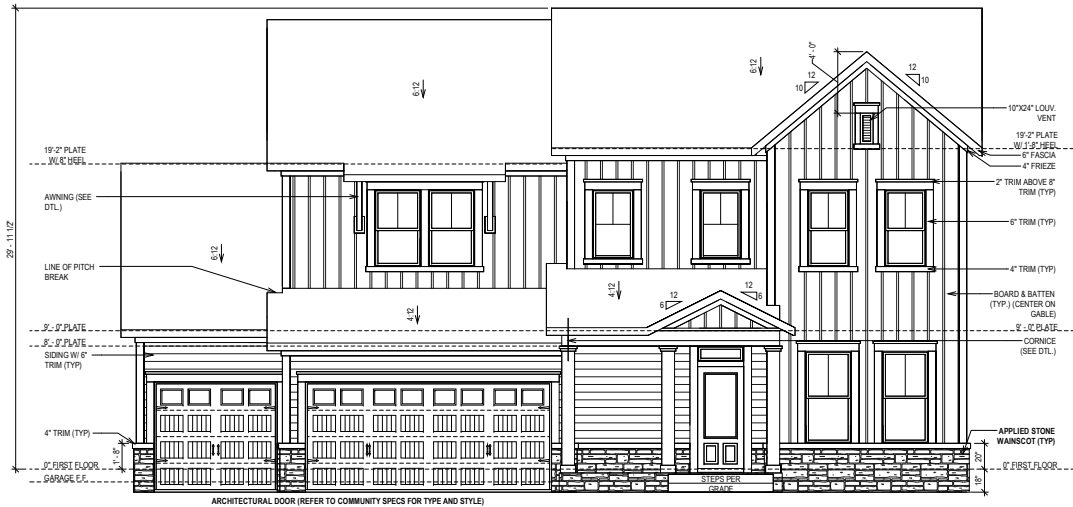 12
4' - 0"
12
10
10
6:12
6:12
10"X24" LOUV.
VENT
19'-2" PLATE
W/ 8" HEEL
19'-2" PLATE
W/ 1'-8" HEEL
6" FASCIA
4" FRIEZE
2" TRIM ABOVE 8"
TRIM (TYP)
AWNING (SEE
DTL.)
6" TRIM (TYP)
29' - 11 1/2"
6:12
LINE OF PITCH
BREAK
4" TRIM (TYP)
4:12
12
6
12
6
BOARD & BATTEN
(TYP.) (CENTER ON
GABLE)
4:12
9' - 0" PLATE
9' - 0" PLATE
8' - 0" PLATE
CORNICE
(SEE DTL.)
SIDING W/ 6"
TRIM (TYP)
4" TRIM (TYP)
APPLIED STONE
WAINSCOT (TYP)
1' - 8"
20"
0" FIRST FLOOR
0" FIRST FLOOR
GARAGE F.F.
STEPS PER
GRADE
18"
ARCHITECTURAL DOOR (REFER TO COMMUNITY SPECS FOR TYPE AND STYLE)